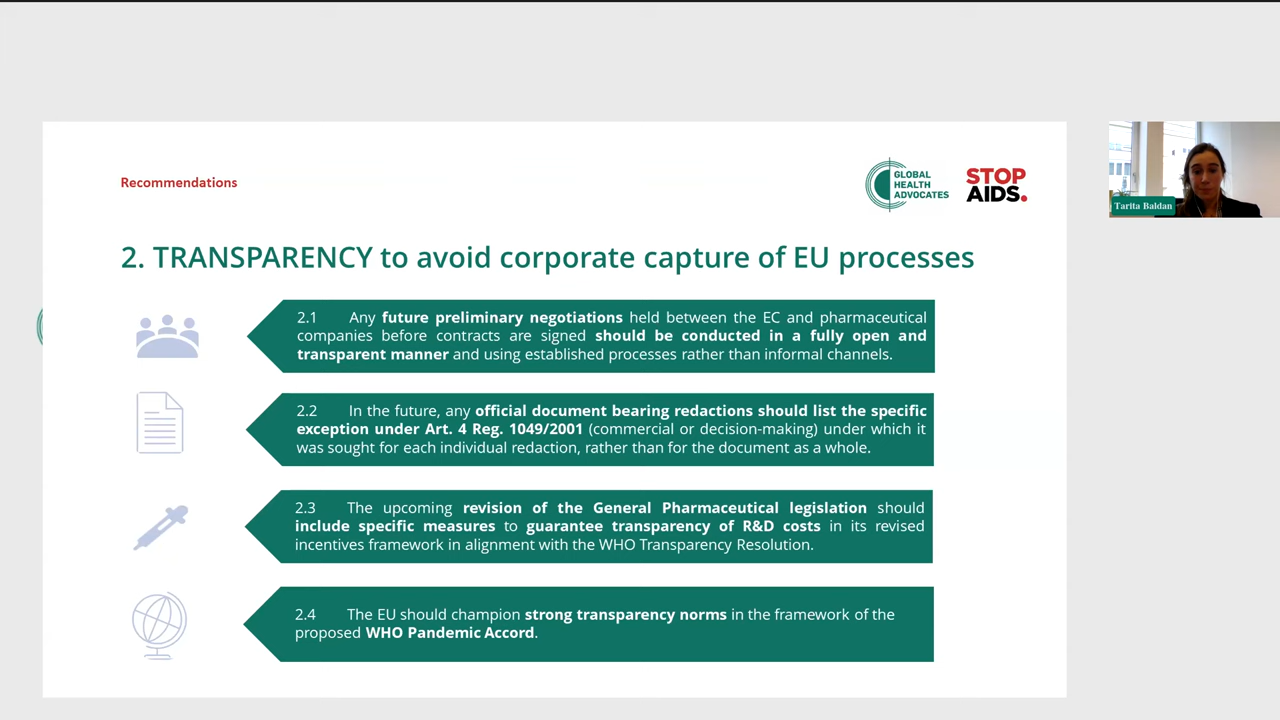 Recommendations
GLOBAL
HEALTH
ADVOCATES
STOP
AIDS.
Tarita Baldan
2. TRANSPARENCY to avoid corporate capture of EU processes
2.1 Any future preliminary negotiations held between the EC and pharmaceutical
companies before contracts are signed should be conducted in a fully open and
transparent manner and using established processes rather than informal channels.
2.2 In the future, any official document bearing redactions should list the specific
exception under Art. 4 Reg. 1049/2001 (commercial or decision-making) under which it
was sought for each individual redaction, rather than for the document as a whole.
2.3 The upcoming revision of the General Pharmaceutical legislation should
include specific measures to guarantee transparency of R&D costs in its revised
incentives framework in alignment with the WHO Transparency Resolution.
2.4 The EU should champion strong transparency norms in the framework of the
proposed WHO Pandemic Accord.